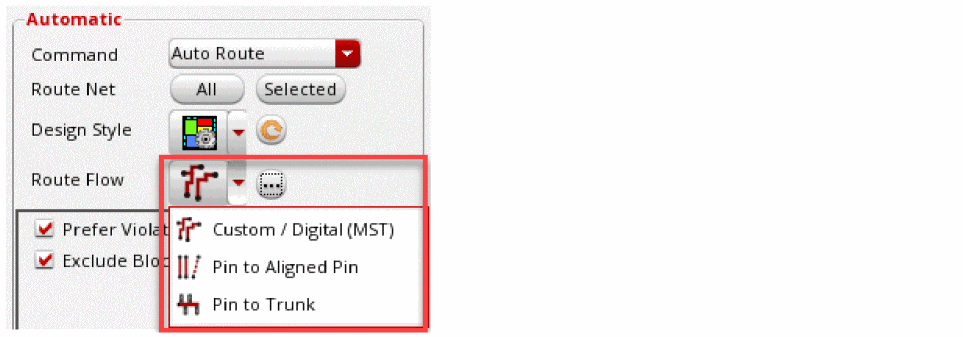 Automatic
Command Auto Route
Route Net All Selected
Design Style
Route Flow ...
Prefer Violat
Custom / Digital (MST)
Exclude Bloc
Pin to Aligned Pin
Pin to Trunk